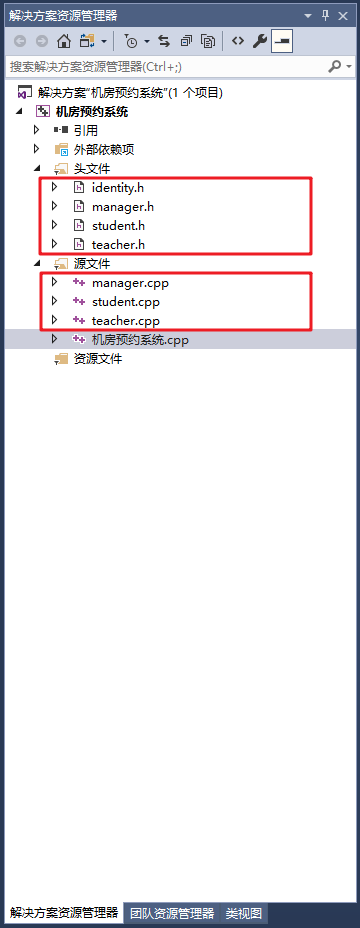 解决方案资源管理器
搜索解决方案资源管理器(Ctrl+;)
解决方案"机房预约系统"(1 个项目)
机房预约系统
引用
外部依赖项
头文件
identity.h
manager.h
student.h
teacher.h
源文件
manager.cpp
student.cpp
teacher.cpp
机房预约系统.cpp
资源文件
解决方案资源管理器 团队资源管理器 类视图